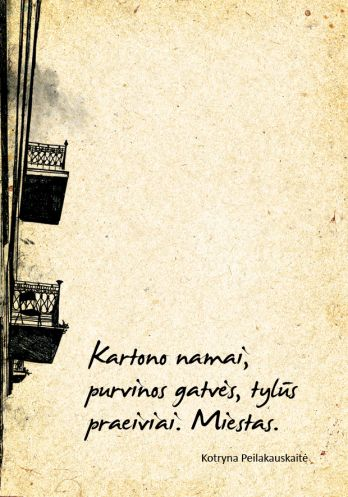 Kartono namai,
purvinos gatvės, tylūs
praeiviai. Miestas.
Kotryna Peilakauskaitė